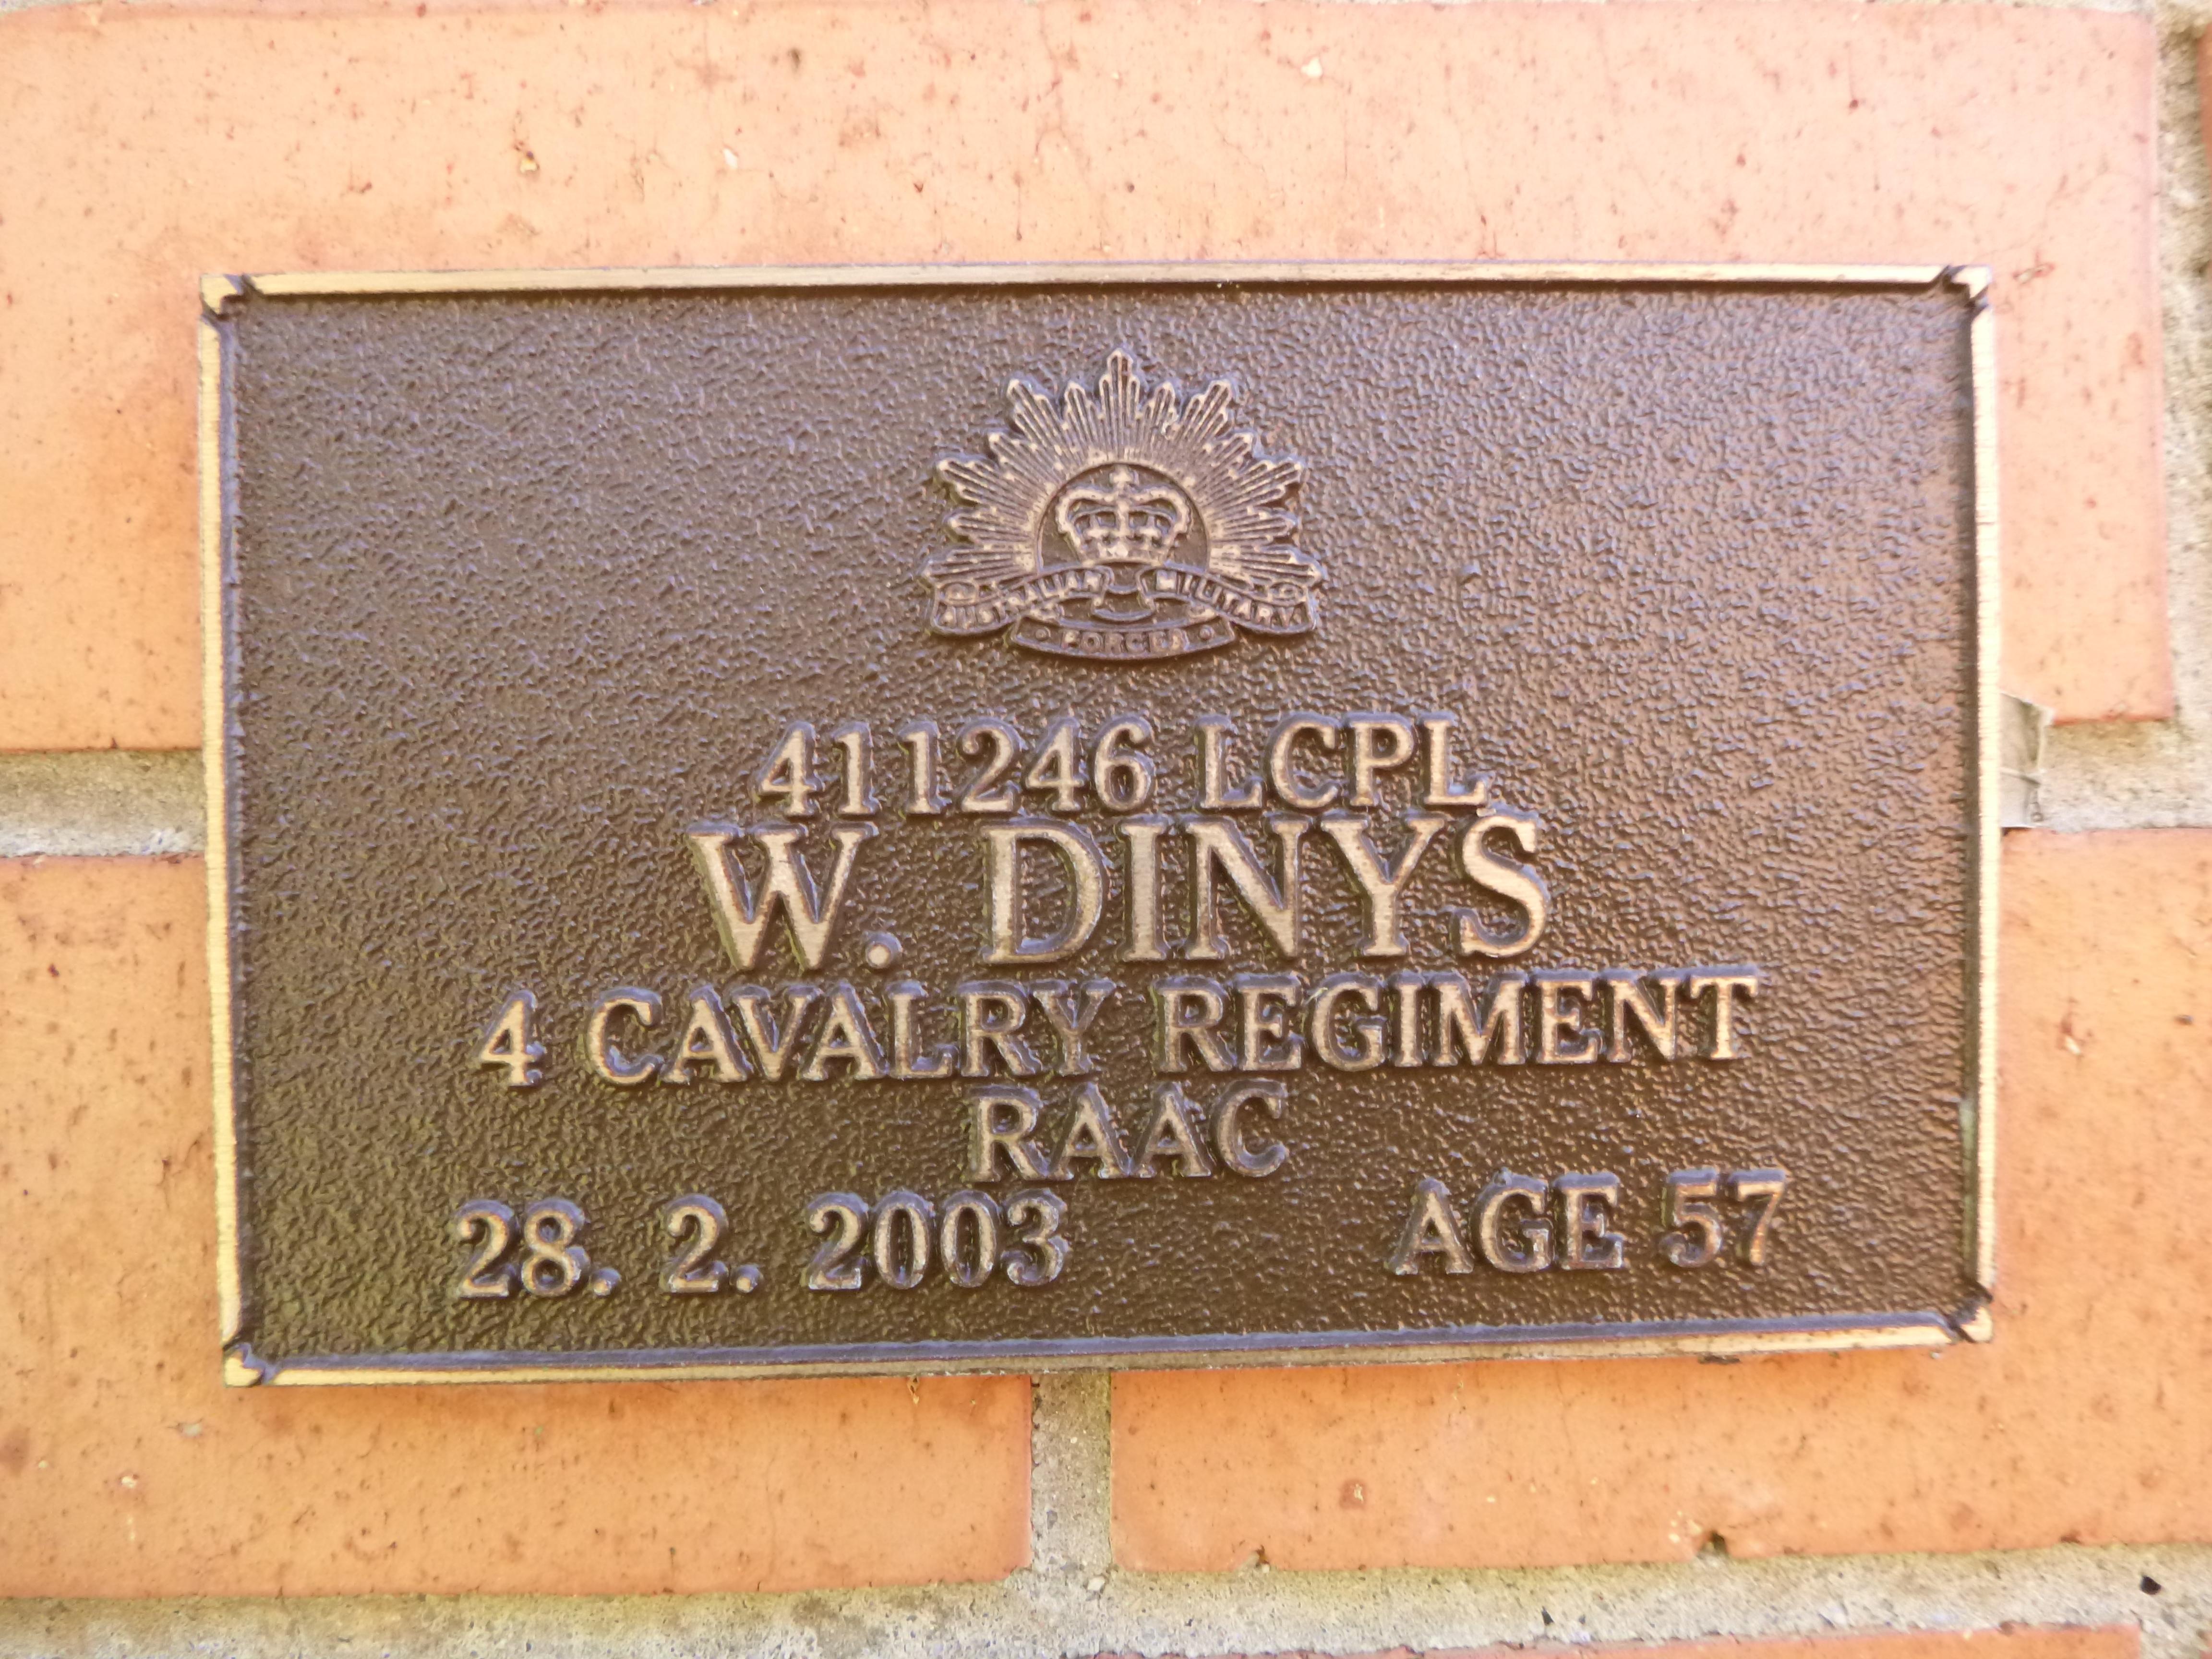 AUSTRALIAN MILITARY
FORCES
411246 LCPL
W. DINYS
4 CAVALRY REGIMENT
RAAC
28. 2. 2003 AGE 57